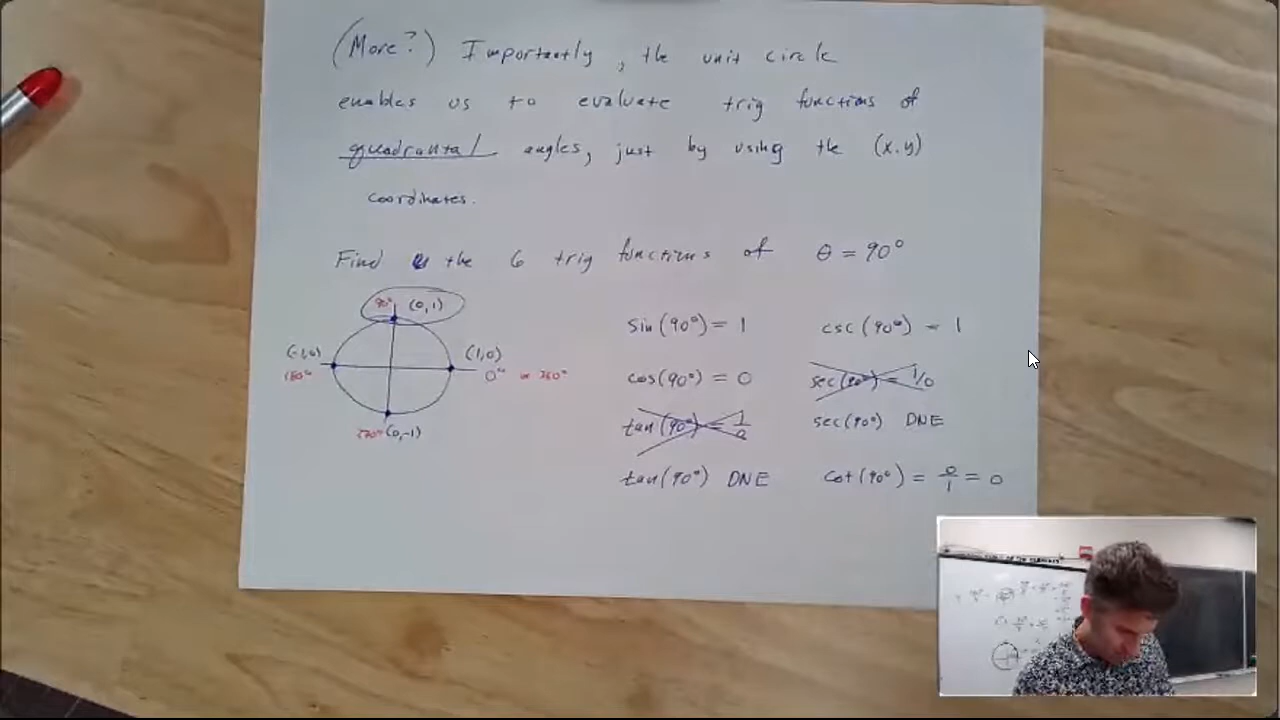 (More?) Importantly, the unit circle
enables us to evaluate trig functions of
quadrantal angles, just by using the (x,y)
coordinates.
Find the 6 trig functions of θ = 90°
90° (0,1)
(-1,0)
180°
(1,0)
0° or 360°
270° (0,-1)
sin(90°) = 1
csc(90°) = 1
cos(90°) = 0
sec(90°) = 1/0
tan(90°) = 1/0
sec(90°) DNE
tan(90°) DNE
cot(90°) = 0/1 = 0